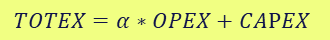 TOTEX = α * OPEX + CAPEX